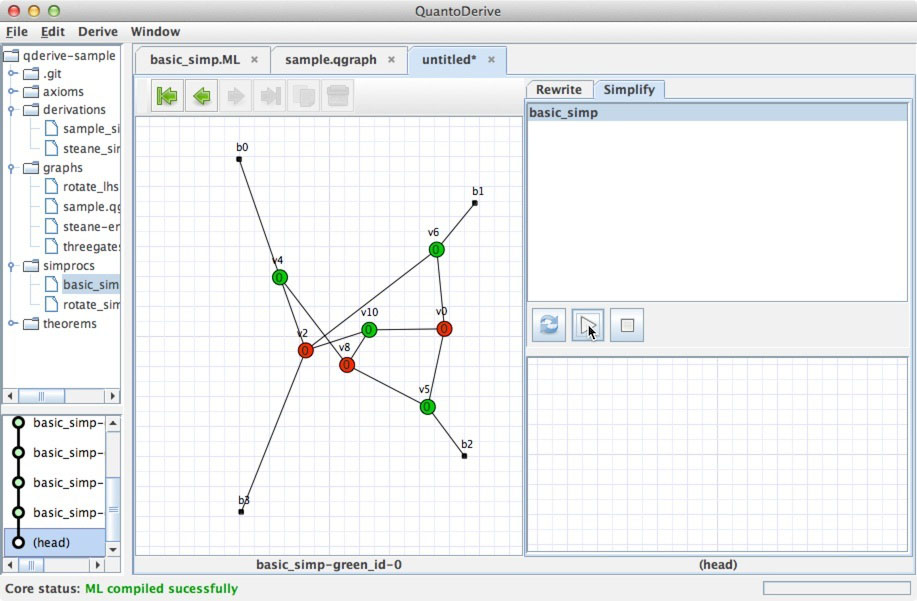 QuantoDerive
File Edit Derive Window
qderive-sample
.git
axioms
derivations
sample_si
steane_sir
graphs
rotate_lhs
sample.qg
steane-er
threegate:
simprocs
basic_sim
rotate_sim
theorems
basic_simp-
basic_simp-
basic_simp-
basic_simp-
(head)
basic_simp.ML × sample.qgraph × untitled* ×
b0
b1
v6
0
v4
0
v10
0
v0
0
v2
0
v8
0
v5
0
b2
b3
basic_simp-green_id-0
Rewrite Simplify
basic_simp
(head)
Core status: ML compiled sucessfully